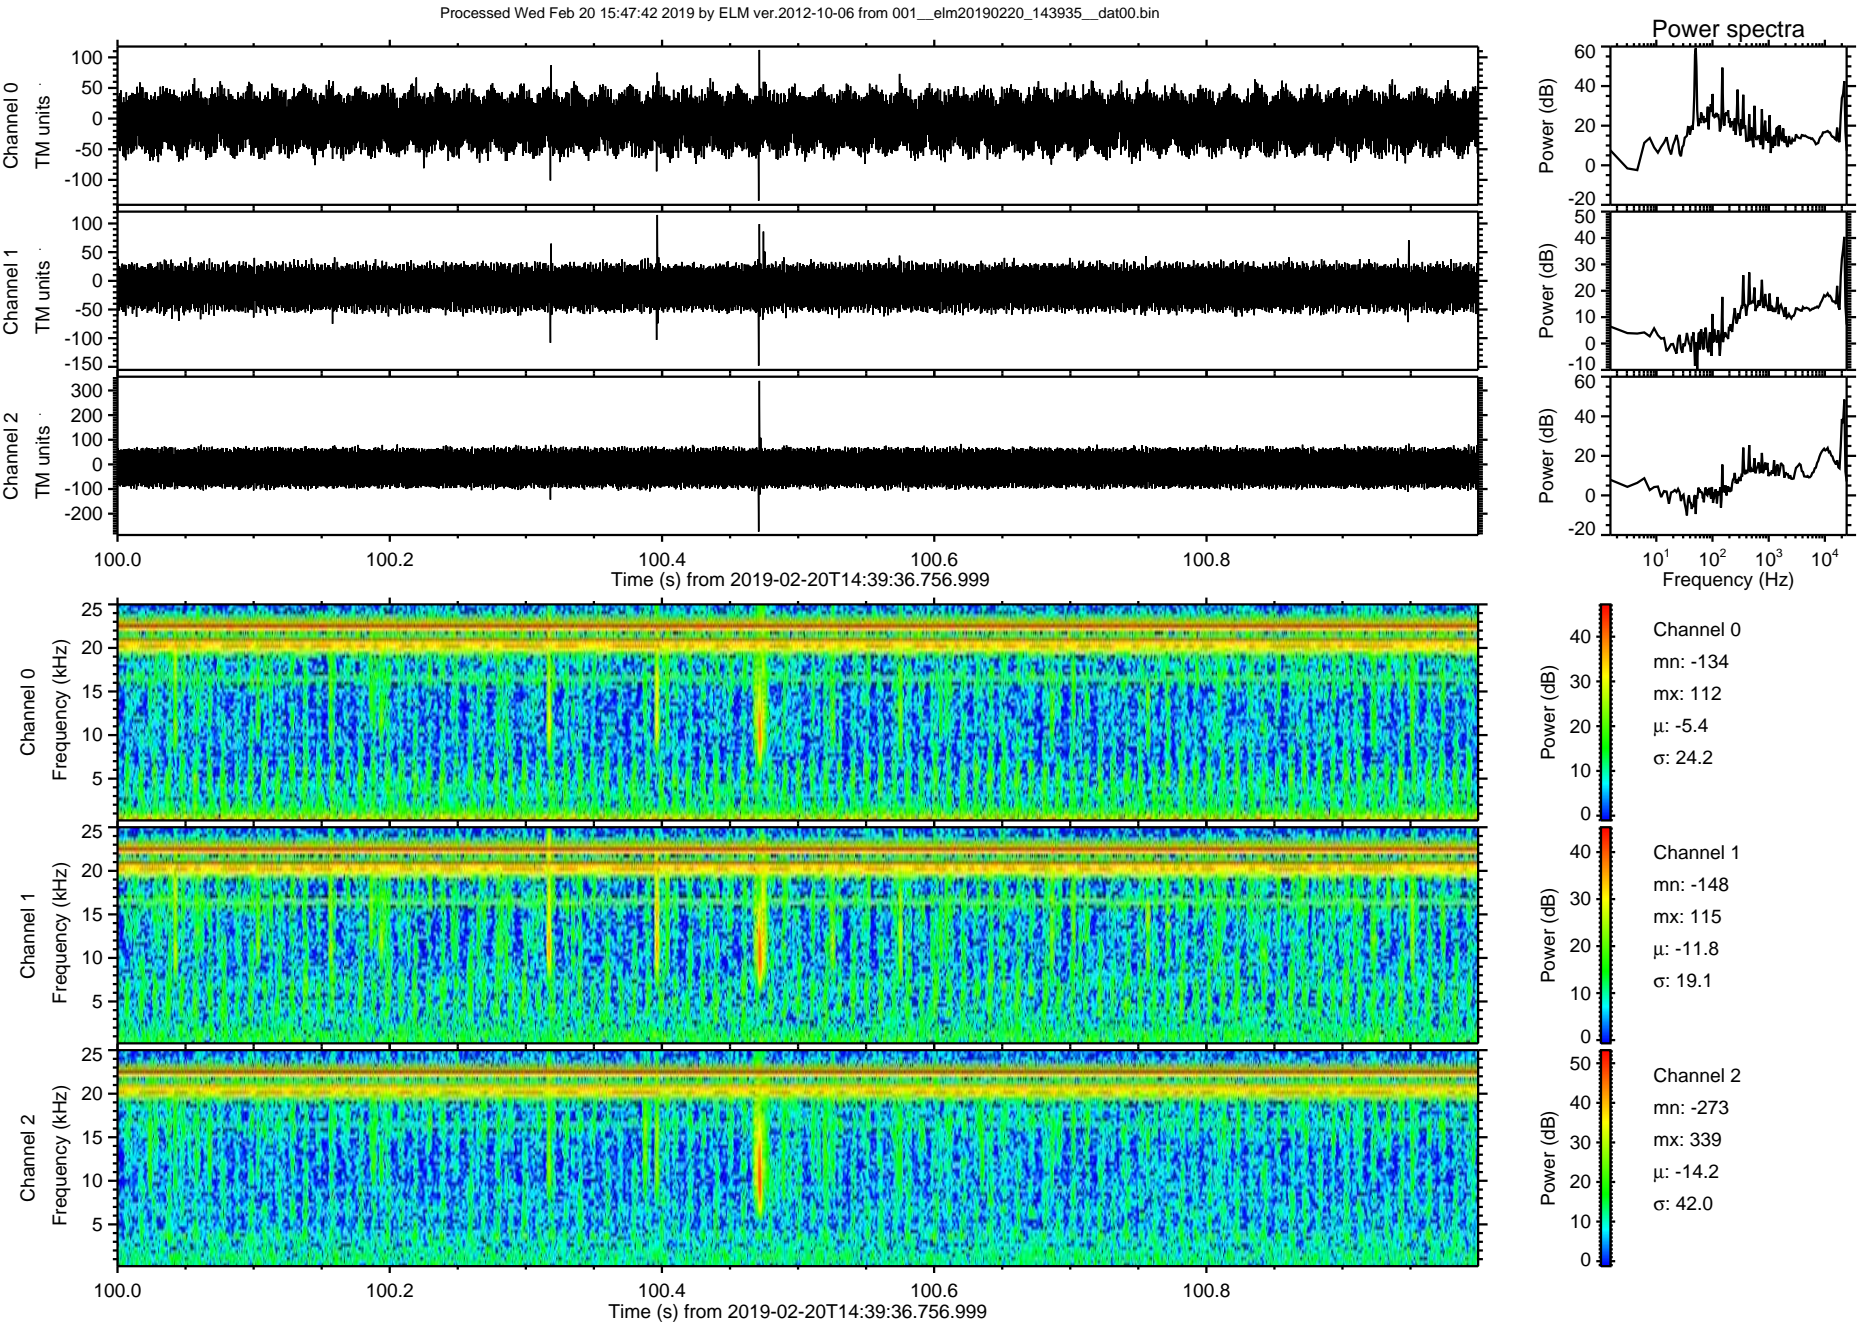 Processed Wed Feb 20 15:47:42 2019 by ELM ver.2012-10-06 from 001__elm20190220_143935__dat00.bin
Power spectra
Channel 0
TM units
100
50
0
-50
-100
Power (dB)
60
40
20
0
-20
Channel 1
TM units
100
50
0
-50
-100
-150
Power (dB)
50
40
30
20
10
0
-10
Channel 2
TM units
300
200
100
0
-100
-200
Power (dB)
60
40
20
0
-20
100.0 100.2 100.4 100.6 100.8
Time (s) from 2019-02-20T14:39:36.756.999
10^1 10^2 10^3 10^4
Frequency (Hz)
Channel 0
Frequency (kHz)
25
20
15
10
5
Power (dB)
40
30
20
10
0
Channel 0
mn: -134
mx: 112
μ: -5.4
σ: 24.2
Channel 1
Frequency (kHz)
25
20
15
10
5
Power (dB)
40
30
20
10
0
Channel 1
mn: -148
mx: 115
μ: -11.8
σ: 19.1
Channel 2
Frequency (kHz)
25
20
15
10
5
Power (dB)
50
40
30
20
10
0
Channel 2
mn: -273
mx: 339
μ: -14.2
σ: 42.0
100.0 100.2 100.4 100.6 100.8
Time (s) from 2019-02-20T14:39:36.756.999